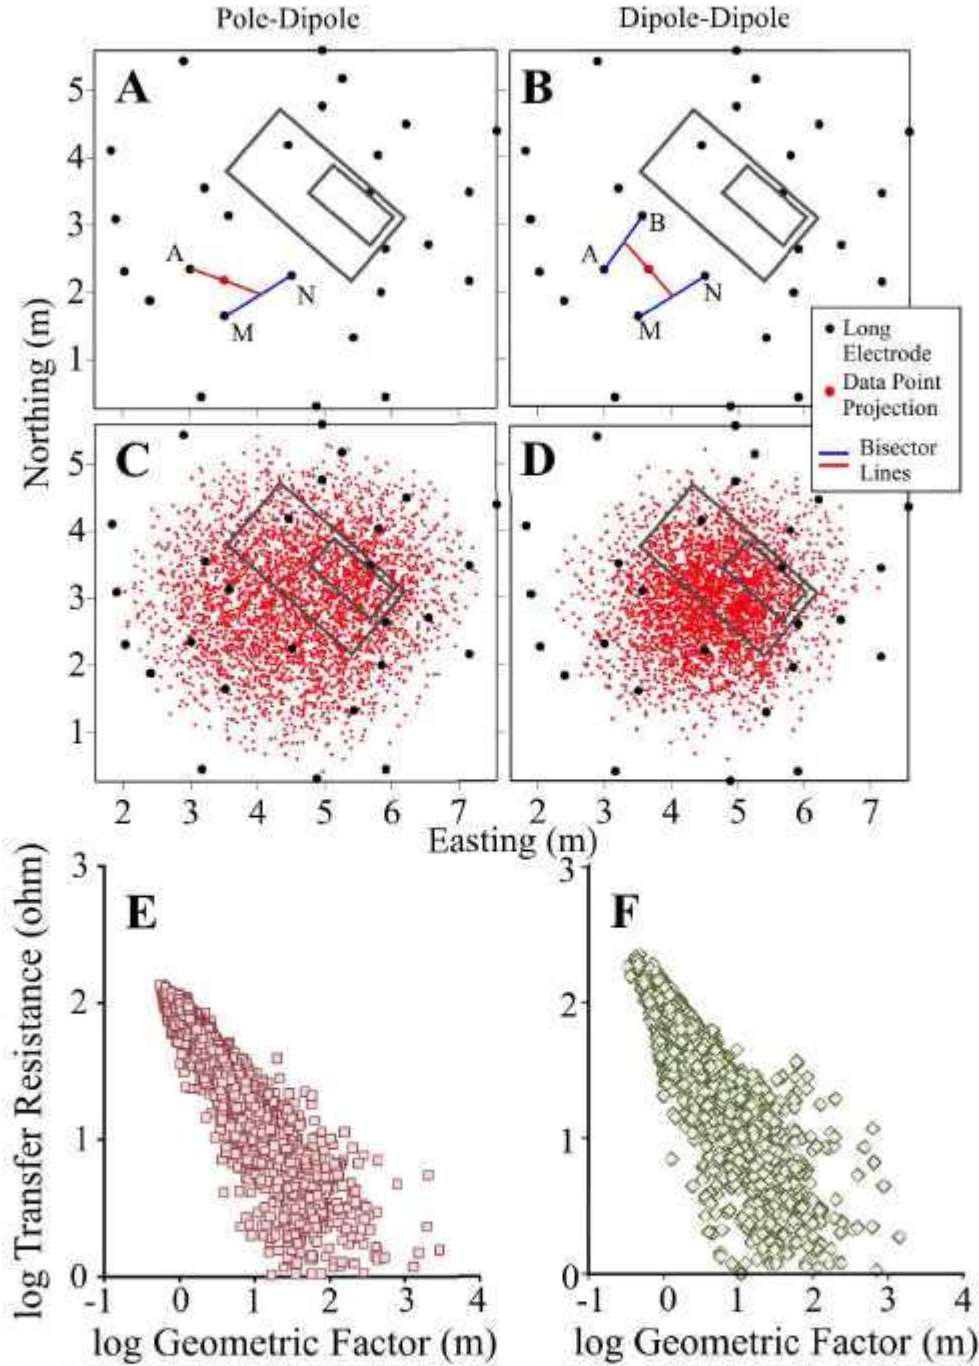 Pole-Dipole
Dipole-Dipole
A
B
5
4
3
2
1
A
N
M
B
A
N
M
Northing (m)
Long
Electrode
Data Point
Projection
Bisector
Lines
C
D
5
4
3
2
1
2 3 4 5 6 7
2 3 4 5 6 7
Easting (m)
E
F
log Transfer Resistance (ohm)
3
2
1
0
-1 0 1 2 3 4
log Geometric Factor (m)
3
2
1
0
-1 0 1 2 3 4
log Geometric Factor (m)